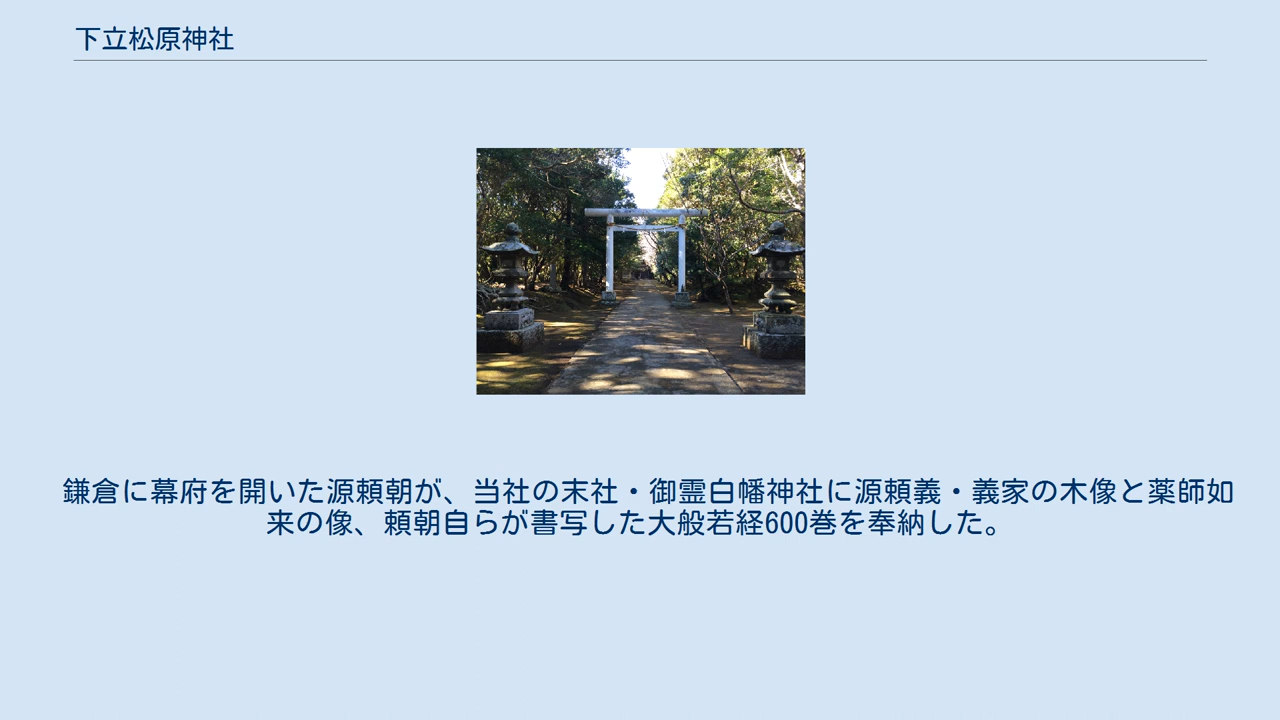 下立松原神社
鎌倉に幕府を開いた源頼朝が、当社の末社・御霊白幡神社に源頼義・義家の木像と薬師如
来の像、頼朝自らが書写した大般若経600巻を奉納した。